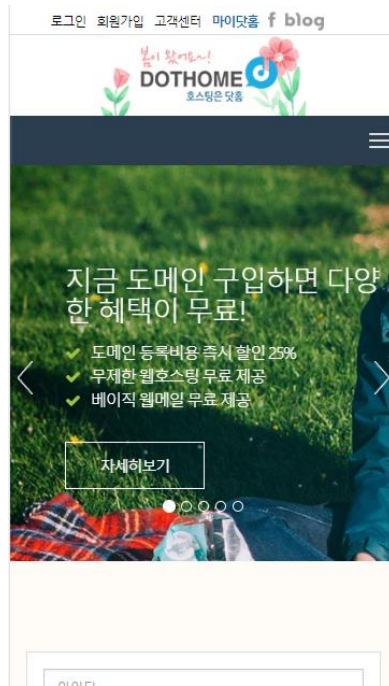 로그인 회원가입 고객센터 마이닷홈 f blog
봄이 왔어요~!
DOTHOME d
호스팅은 닷홈
지금 도메인 구입하면 다양
한 혜택이 무료!
도메인 등록비용 즉시 할인 25%
무제한 웹호스팅 무료 제공
베이직 웹메일 무료 제공
자세히보기